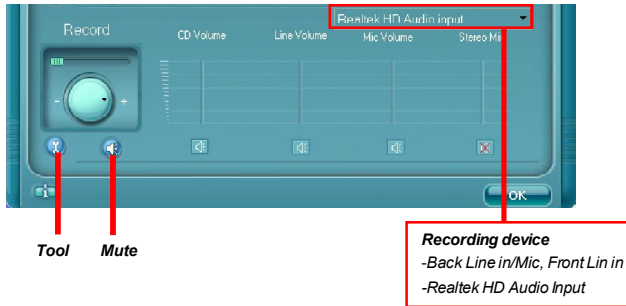 Realtek HD Audio input
Record
CD Volume
Line Volume
Mic Volume
Stereo Mix
- +
i
OK
Tool
Mute
Recording device
-Back Line in/Mic, Front Lin in
-Realtek HD Audio Input